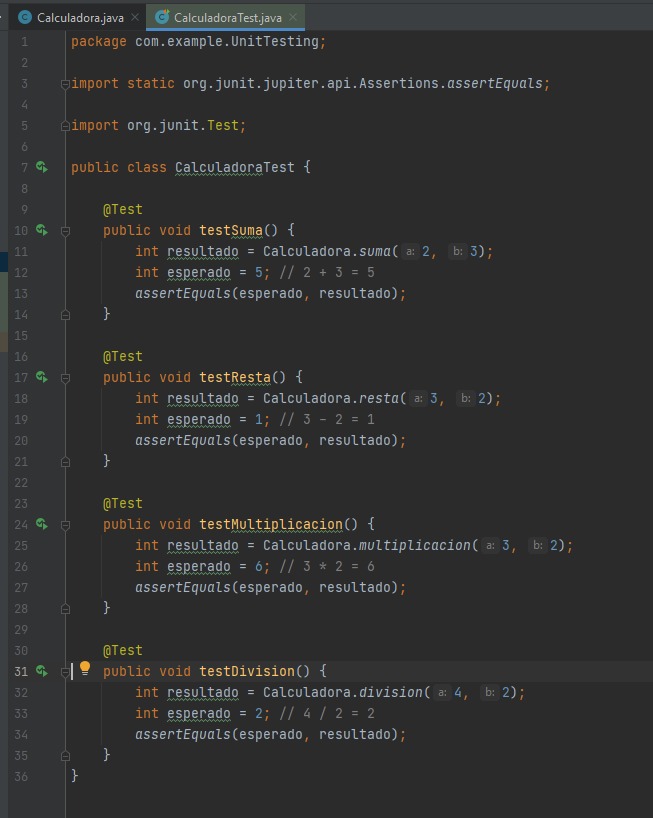 Calculadora.java CalculadoraTest.java
1 package com.example.UnitTesting;
2
3 import static org.junit.jupiter.api.Assertions.assertEquals;
4
5 import org.junit.Test;
6
7 public class CalculadoraTest {
8
9 @Test
10 public void testSuma() {
11 int resultado = Calculadora.suma( a: 2, b: 3);
12 int esperado = 5; // 2 + 3 = 5
13 assertEquals(esperado, resultado);
14 }
15
16 @Test
17 public void testResta() {
18 int resultado = Calculadora.resta( a: 3, b: 2);
19 int esperado = 1; // 3 - 2 = 1
20 assertEquals(esperado, resultado);
21 }
22
23 @Test
24 public void testMultiplicacion() {
25 int resultado = Calculadora.multiplicacion( a: 3, b: 2);
26 int esperado = 6; // 3 * 2 = 6
27 assertEquals(esperado, resultado);
28 }
29
30 @Test
31 public void testDivision() {
32 int resultado = Calculadora.division( a: 4, b: 2);
33 int esperado = 2; // 4 / 2 = 2
34 assertEquals(esperado, resultado);
35 }
36 }